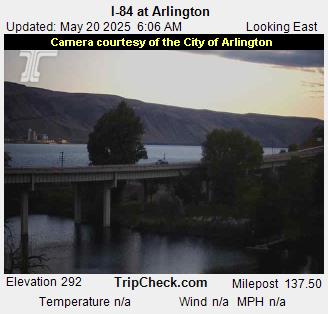 I-84 at Arlington
Updated: May 20 2025 6:06 AM Looking East
Camera courtesy of the City of Arlington
Elevation 292 TripCheck.com Milepost 137.50
Temperature n/a Wind n/a MPH n/a